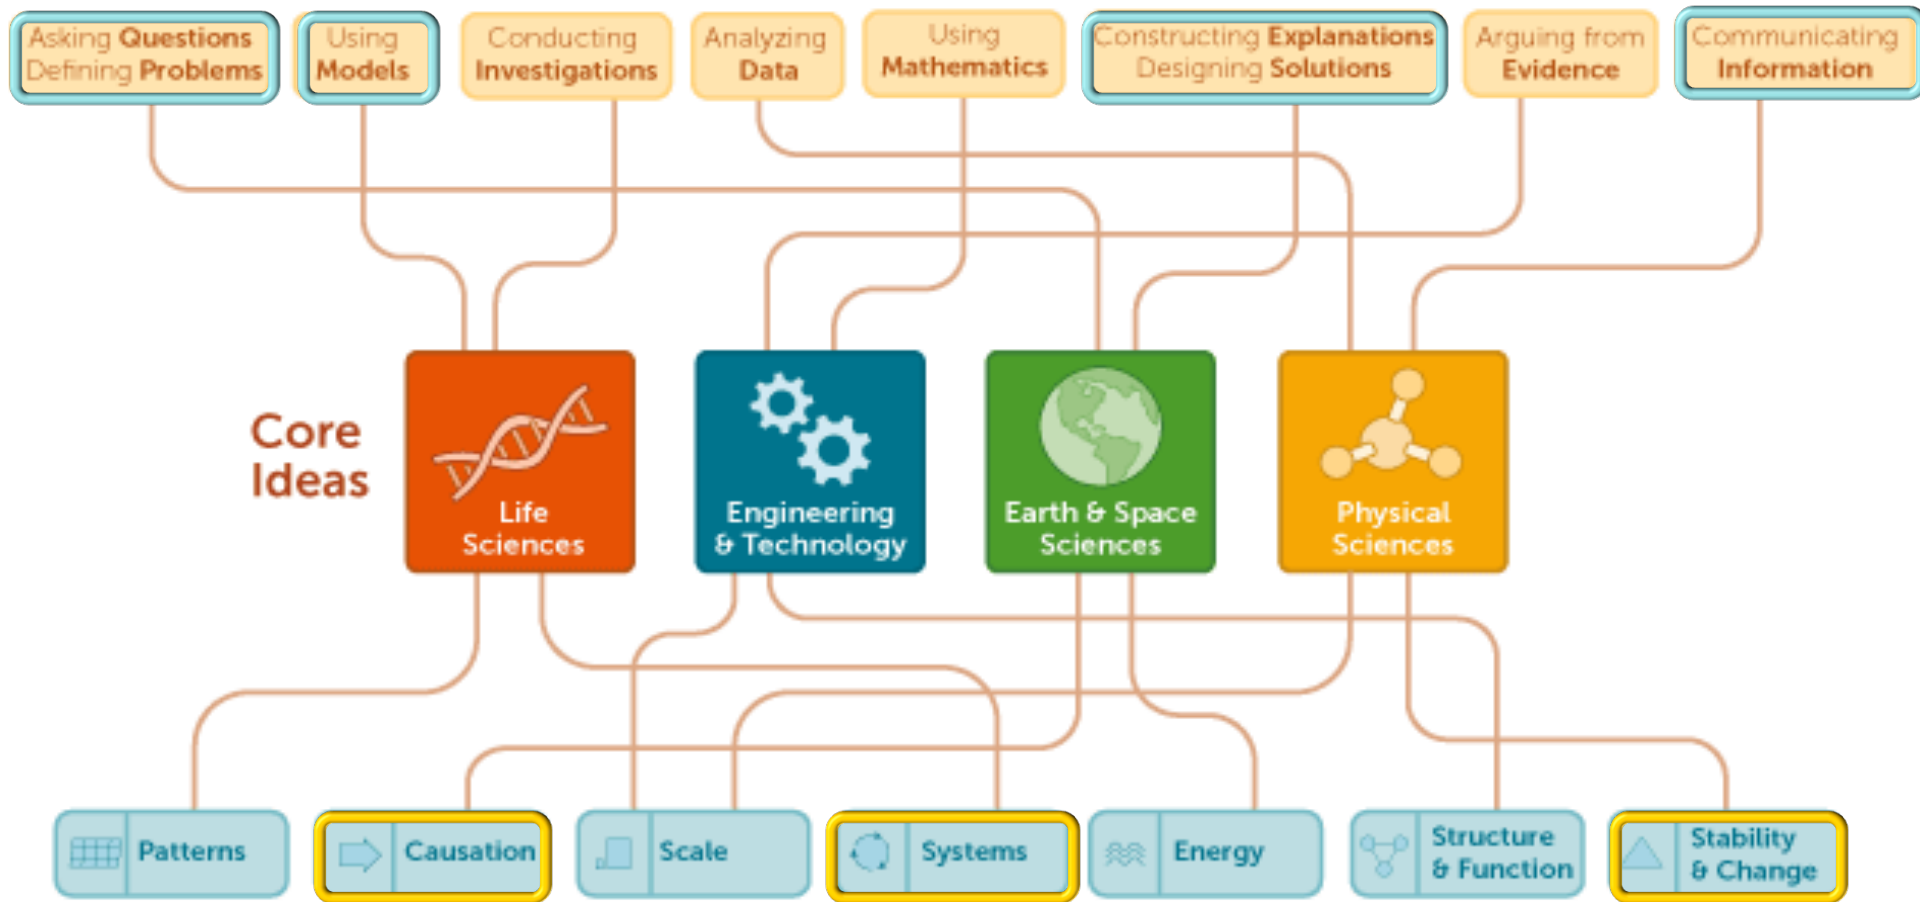 Asking Questions
Defining Problems
Using
Models
Conducting
Investigations
Analyzing
Data
Using
Mathematics
Constructing Explanations
Designing Solutions
Arguing from
Evidence
Communicating
Information
Core
Ideas
Life
Sciences
Engineering
& Technology
Earth & Space
Sciences
Physical
Sciences
Patterns
Causation
Scale
Systems
Energy
Structure
& Function
Stability
& Change